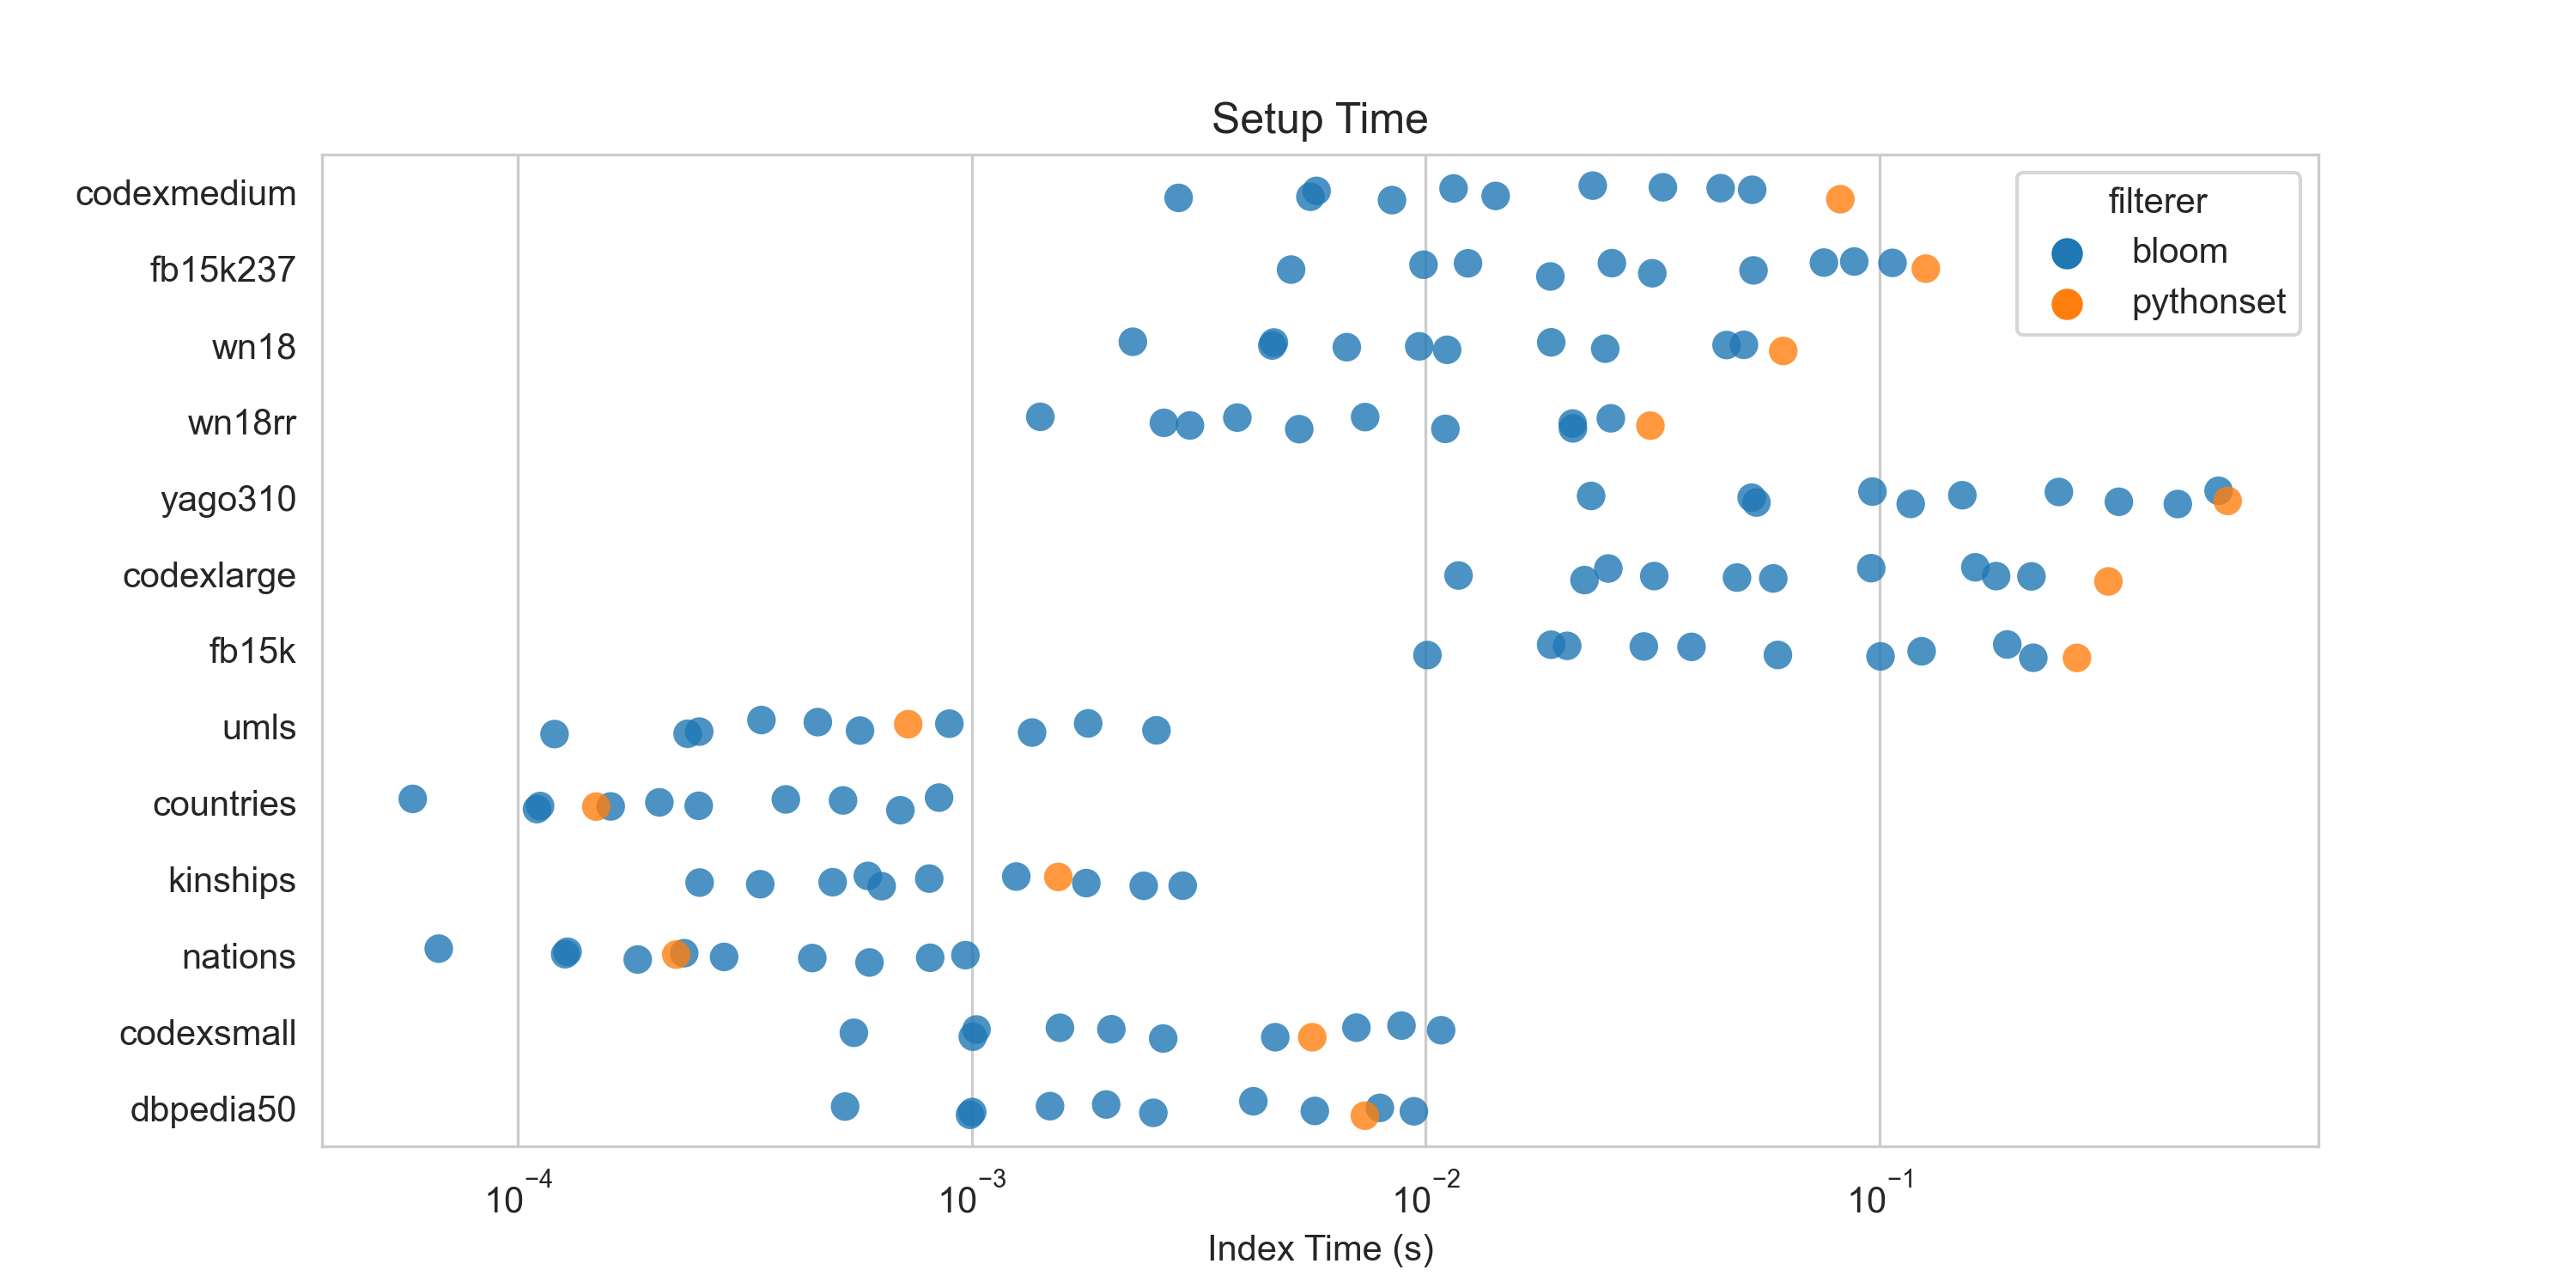 Setup Time
filterer
bloom
pythonset
codexmedium
fb15k237
wn18
wn18rr
yago310
codexlarge
fb15k
umls
countries
kinships
nations
codexsmall
dbpedia50
10⁻⁴ 10⁻³ 10⁻² 10⁻¹
Index Time (s)